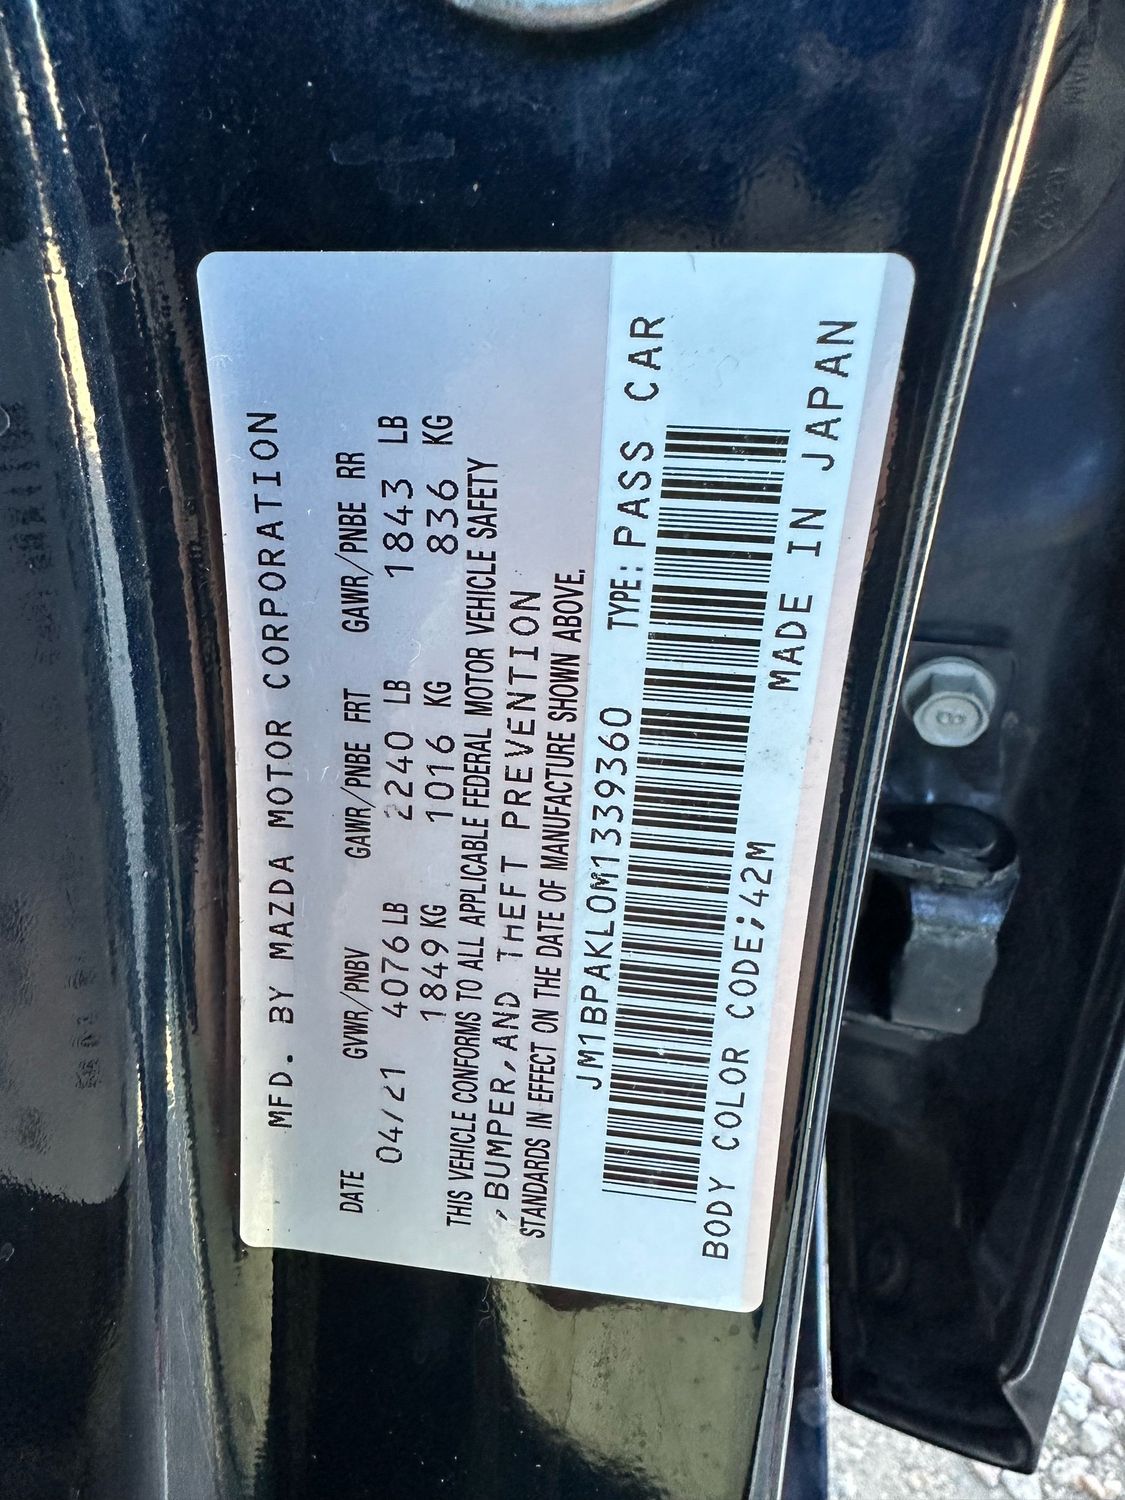 MFD. BY MAZDA MOTOR CORPORATION
DATE GVWR/PNBV GAWR/PNBE FRT GAWR/PNBE RR
04/21 4076 LB 2240 LB 1843 LB
1849 KG 1016 KG 836 KG
THIS VEHICLE CONFORMS TO ALL APPLICABLE FEDERAL MOTOR VEHICLE SAFETY
,BUMPER,AND THEFT PREVENTION
STANDARDS IN EFFECT ON THE DATE OF MANUFACTURE SHOWN ABOVE.
JM1BPAKL0M1339360 TYPE: PASS CAR
BODY COLOR CODE;42M MADE IN JAPAN
8